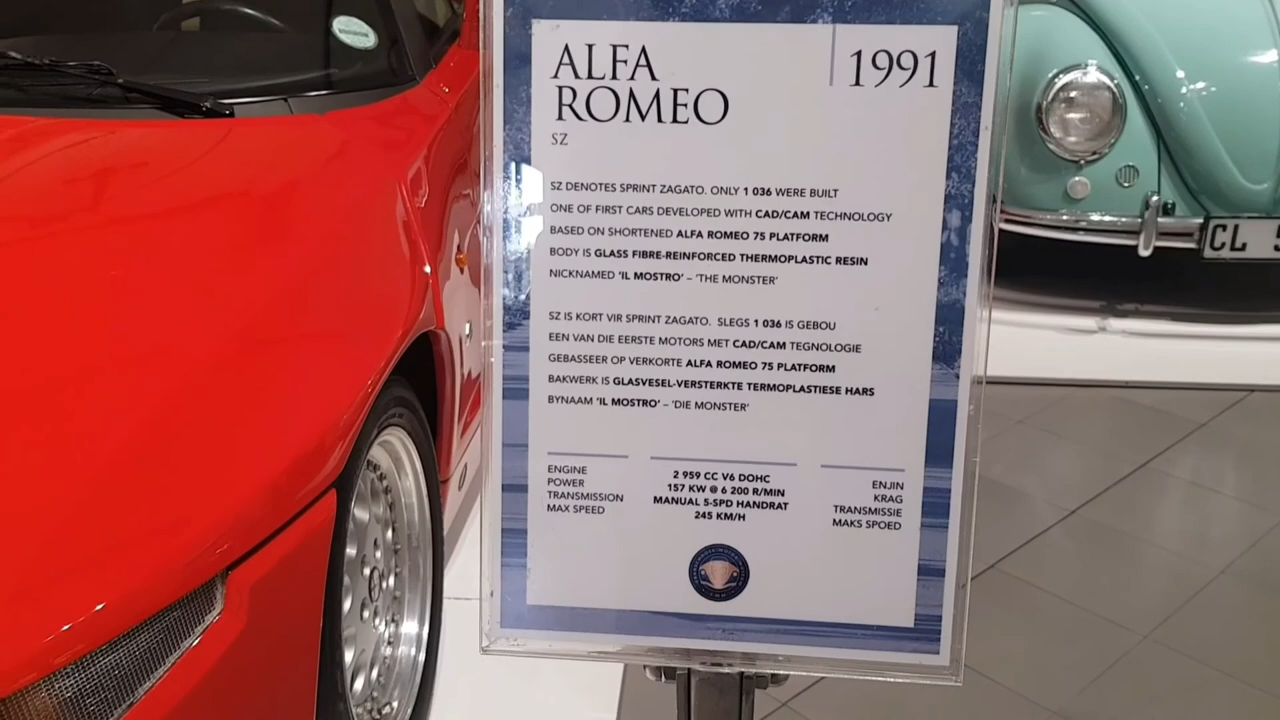 ALFA
ROMEO
1991
SZ
SZ DENOTES SPRINT ZAGATO. ONLY 1 036 WERE BUILT
ONE OF FIRST CARS DEVELOPED WITH CAD/CAM TECHNOLOGY
BASED ON SHORTENED ALFA ROMEO 75 PLATFORM
BODY IS GLASS FIBRE-REINFORCED THERMOPLASTIC RESIN
NICKNAMED 'IL MOSTRO' – 'THE MONSTER'
SZ IS KORT VIR SPRINT ZAGATO. SLEGS 1 036 IS GEBOU
EEN VAN DIE EERSTE MOTORS MET CAD/CAM TEGNOLOGIE
GEBASSEER OP VERKORTE ALFA ROMEO 75 PLATFORM
BAKWERK IS GLASVESEL-VERSTERKTE TERMOPLASTIESE HARS
BYNAAM 'IL MOSTRO' – 'DIE MONSTER'
ENGINE 2 959 CC V6 DOHC ENJIN
POWER 157 KW @ 6 200 R/MIN KRAG
TRANSMISSION MANUAL 5-SPD HANDRAT TRANSMISSIE
MAX SPEED 245 KM/H MAKS SPOED
CL 5